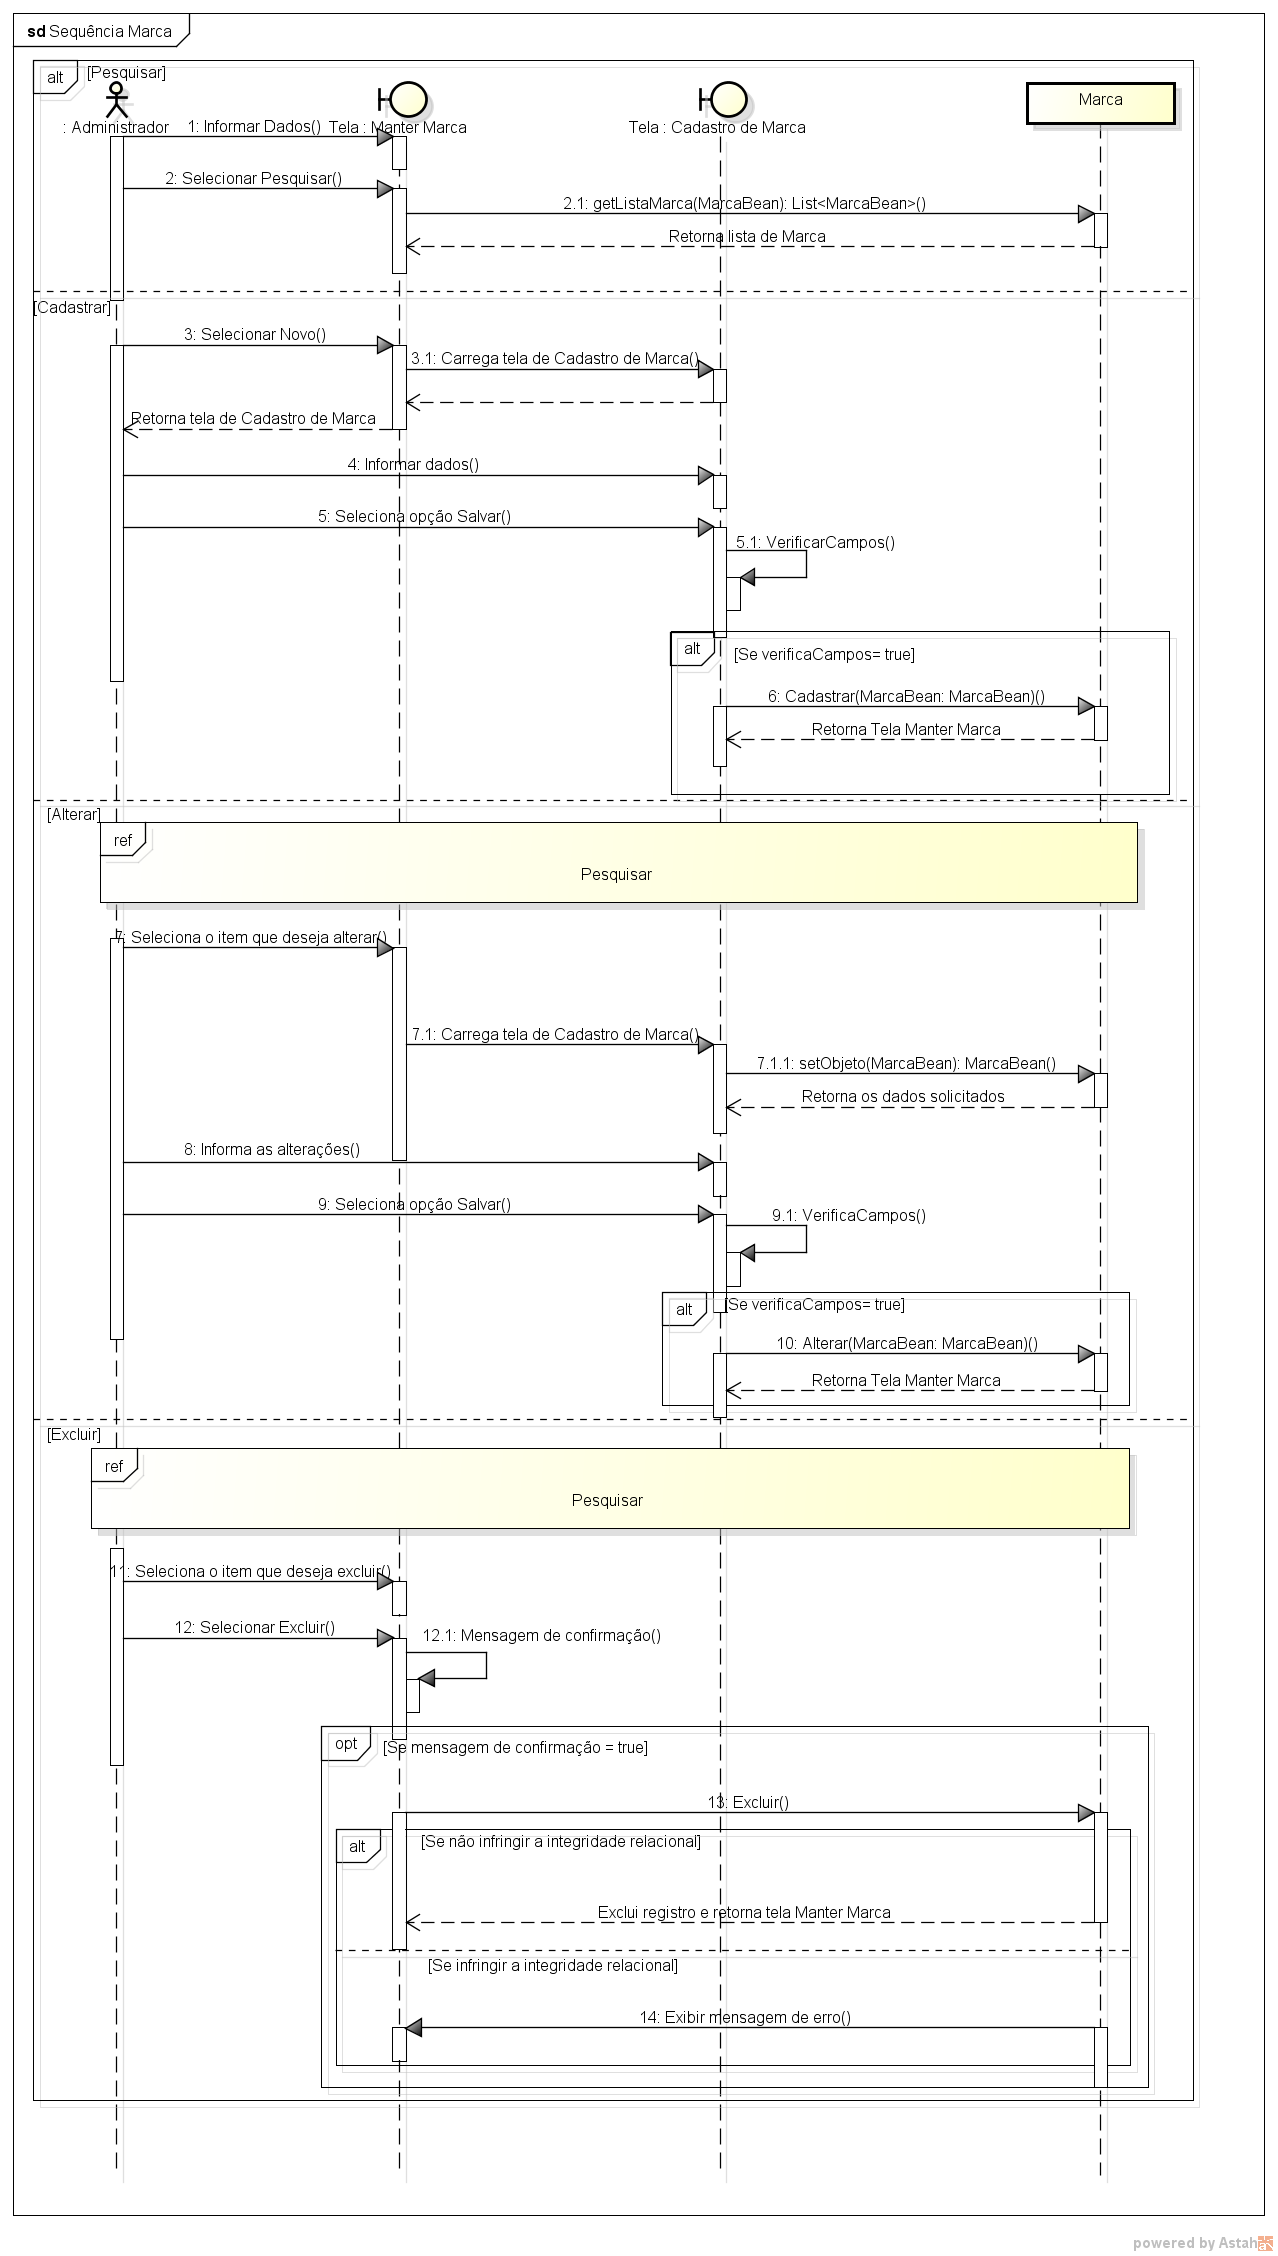 sd Sequência Marca
alt
[Pesquisar]
: Administrador
Tela : Manter Marca
Tela : Cadastro de Marca
Marca
1: Informar Dados()
2: Selecionar Pesquisar()
2.1: getListaMarca(MarcaBean): List<MarcaBean>()
Retorna lista de Marca
[Cadastrar]
3: Selecionar Novo()
3.1: Carrega tela de Cadastro de Marca()
Retorna tela de Cadastro de Marca
4: Informar dados()
5: Seleciona opção Salvar()
5.1: VerificarCampos()
alt
[Se verificaCampos= true]
6: Cadastrar(MarcaBean: MarcaBean)()
Retorna Tela Manter Marca
[Alterar]
ref
Pesquisar
7: Seleciona o item que deseja alterar()
7.1: Carrega tela de Cadastro de Marca()
7.1.1: setObjeto(MarcaBean): MarcaBean()
Retorna os dados solicitados
8: Informa as alterações()
9: Seleciona opção Salvar()
9.1: VerificaCampos()
alt
[Se verificaCampos= true]
10: Alterar(MarcaBean: MarcaBean)()
Retorna Tela Manter Marca
[Excluir]
ref
Pesquisar
11: Seleciona o item que deseja excluir()
12: Selecionar Excluir()
12.1: Mensagem de confirmação()
opt
[Se mensagem de confirmação = true]
13: Excluir()
alt
[Se não infringir a integridade relacional]
Exclui registro e retorna tela Manter Marca
[Se infringir a integridade relacional]
14: Exibir mensagem de erro()
powered by Astah